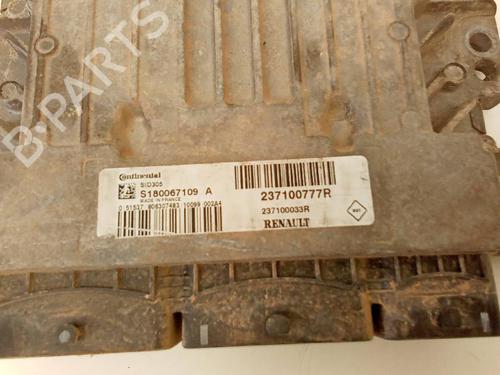 B-PARTS
Continental
SID305
S180067109 A
MADE IN FRANCE
237100777R
237100033R
RENAULT